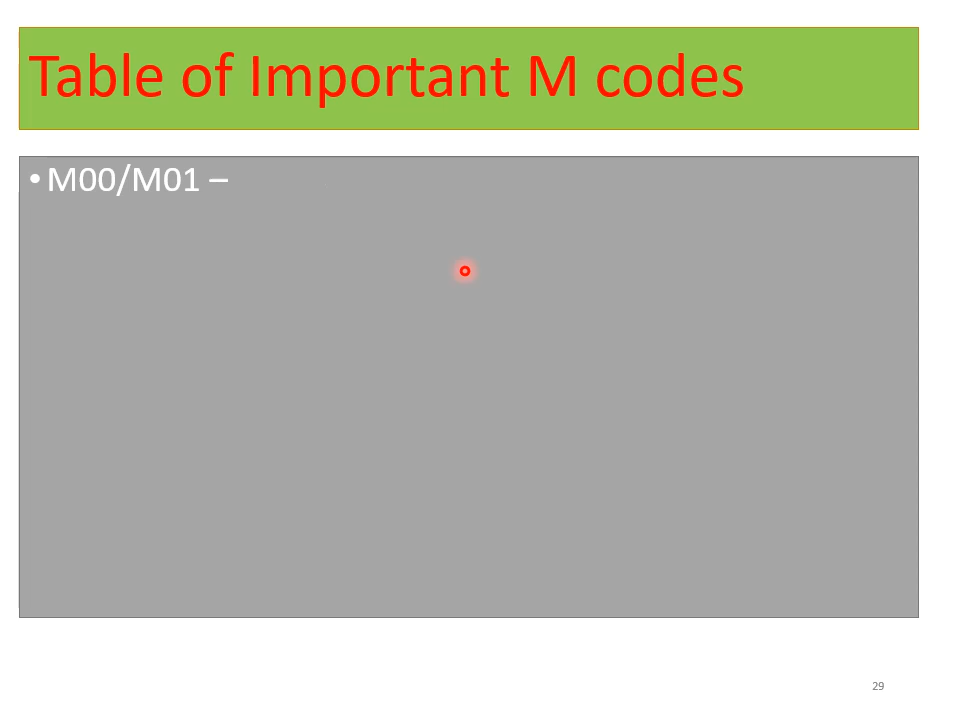 Table of Important M codes
• M00/M01 –
29